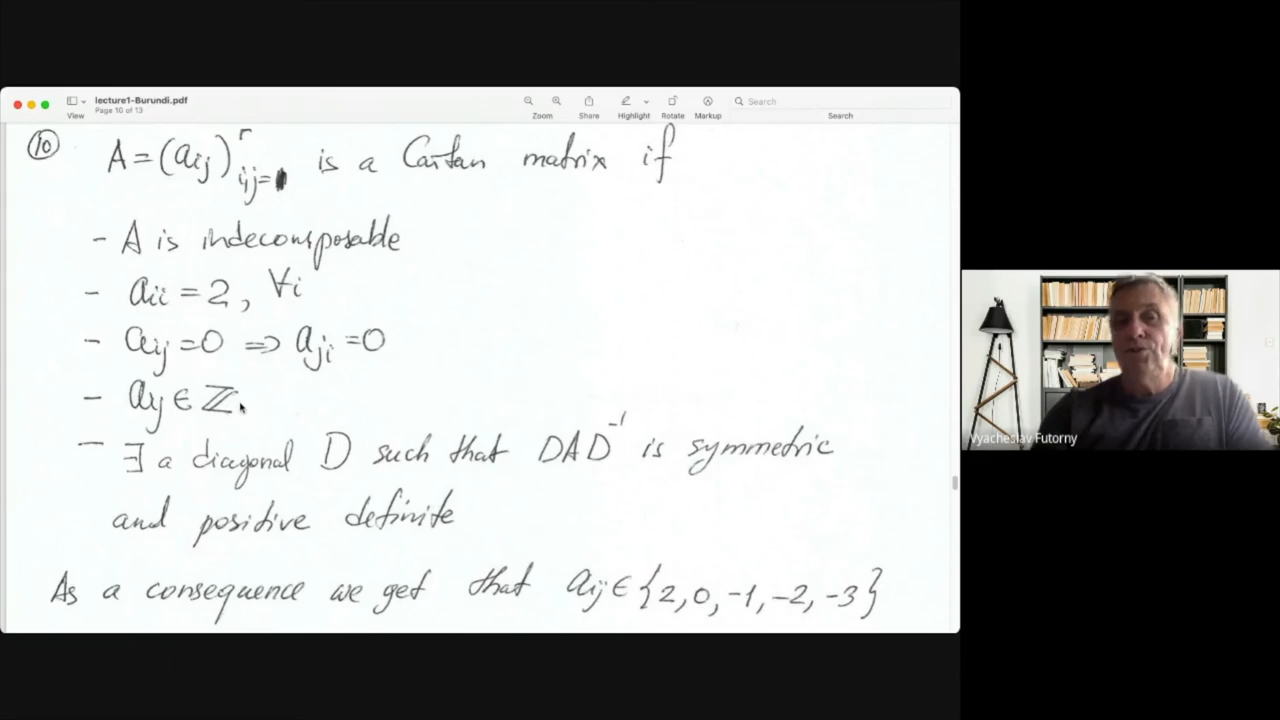 lecture1-Burundi.pdf
Page 10 of 13
View
Zoom
Share
Highlight
Rotate
Markup
Search
Search
10 A = (aij)^r ij= is a Cartan matrix if
- A is indecomposable
- aii = 2, ∀i
- aij = 0 ⇒ aji = 0
- aij ∈ ℤ
- ∃ a diagonal D such that DAD⁻¹ is symmetric
and positive definite
As a consequence we get that aij ∈ {2, 0, -1, -2, -3}
Vyacheslav Futorny